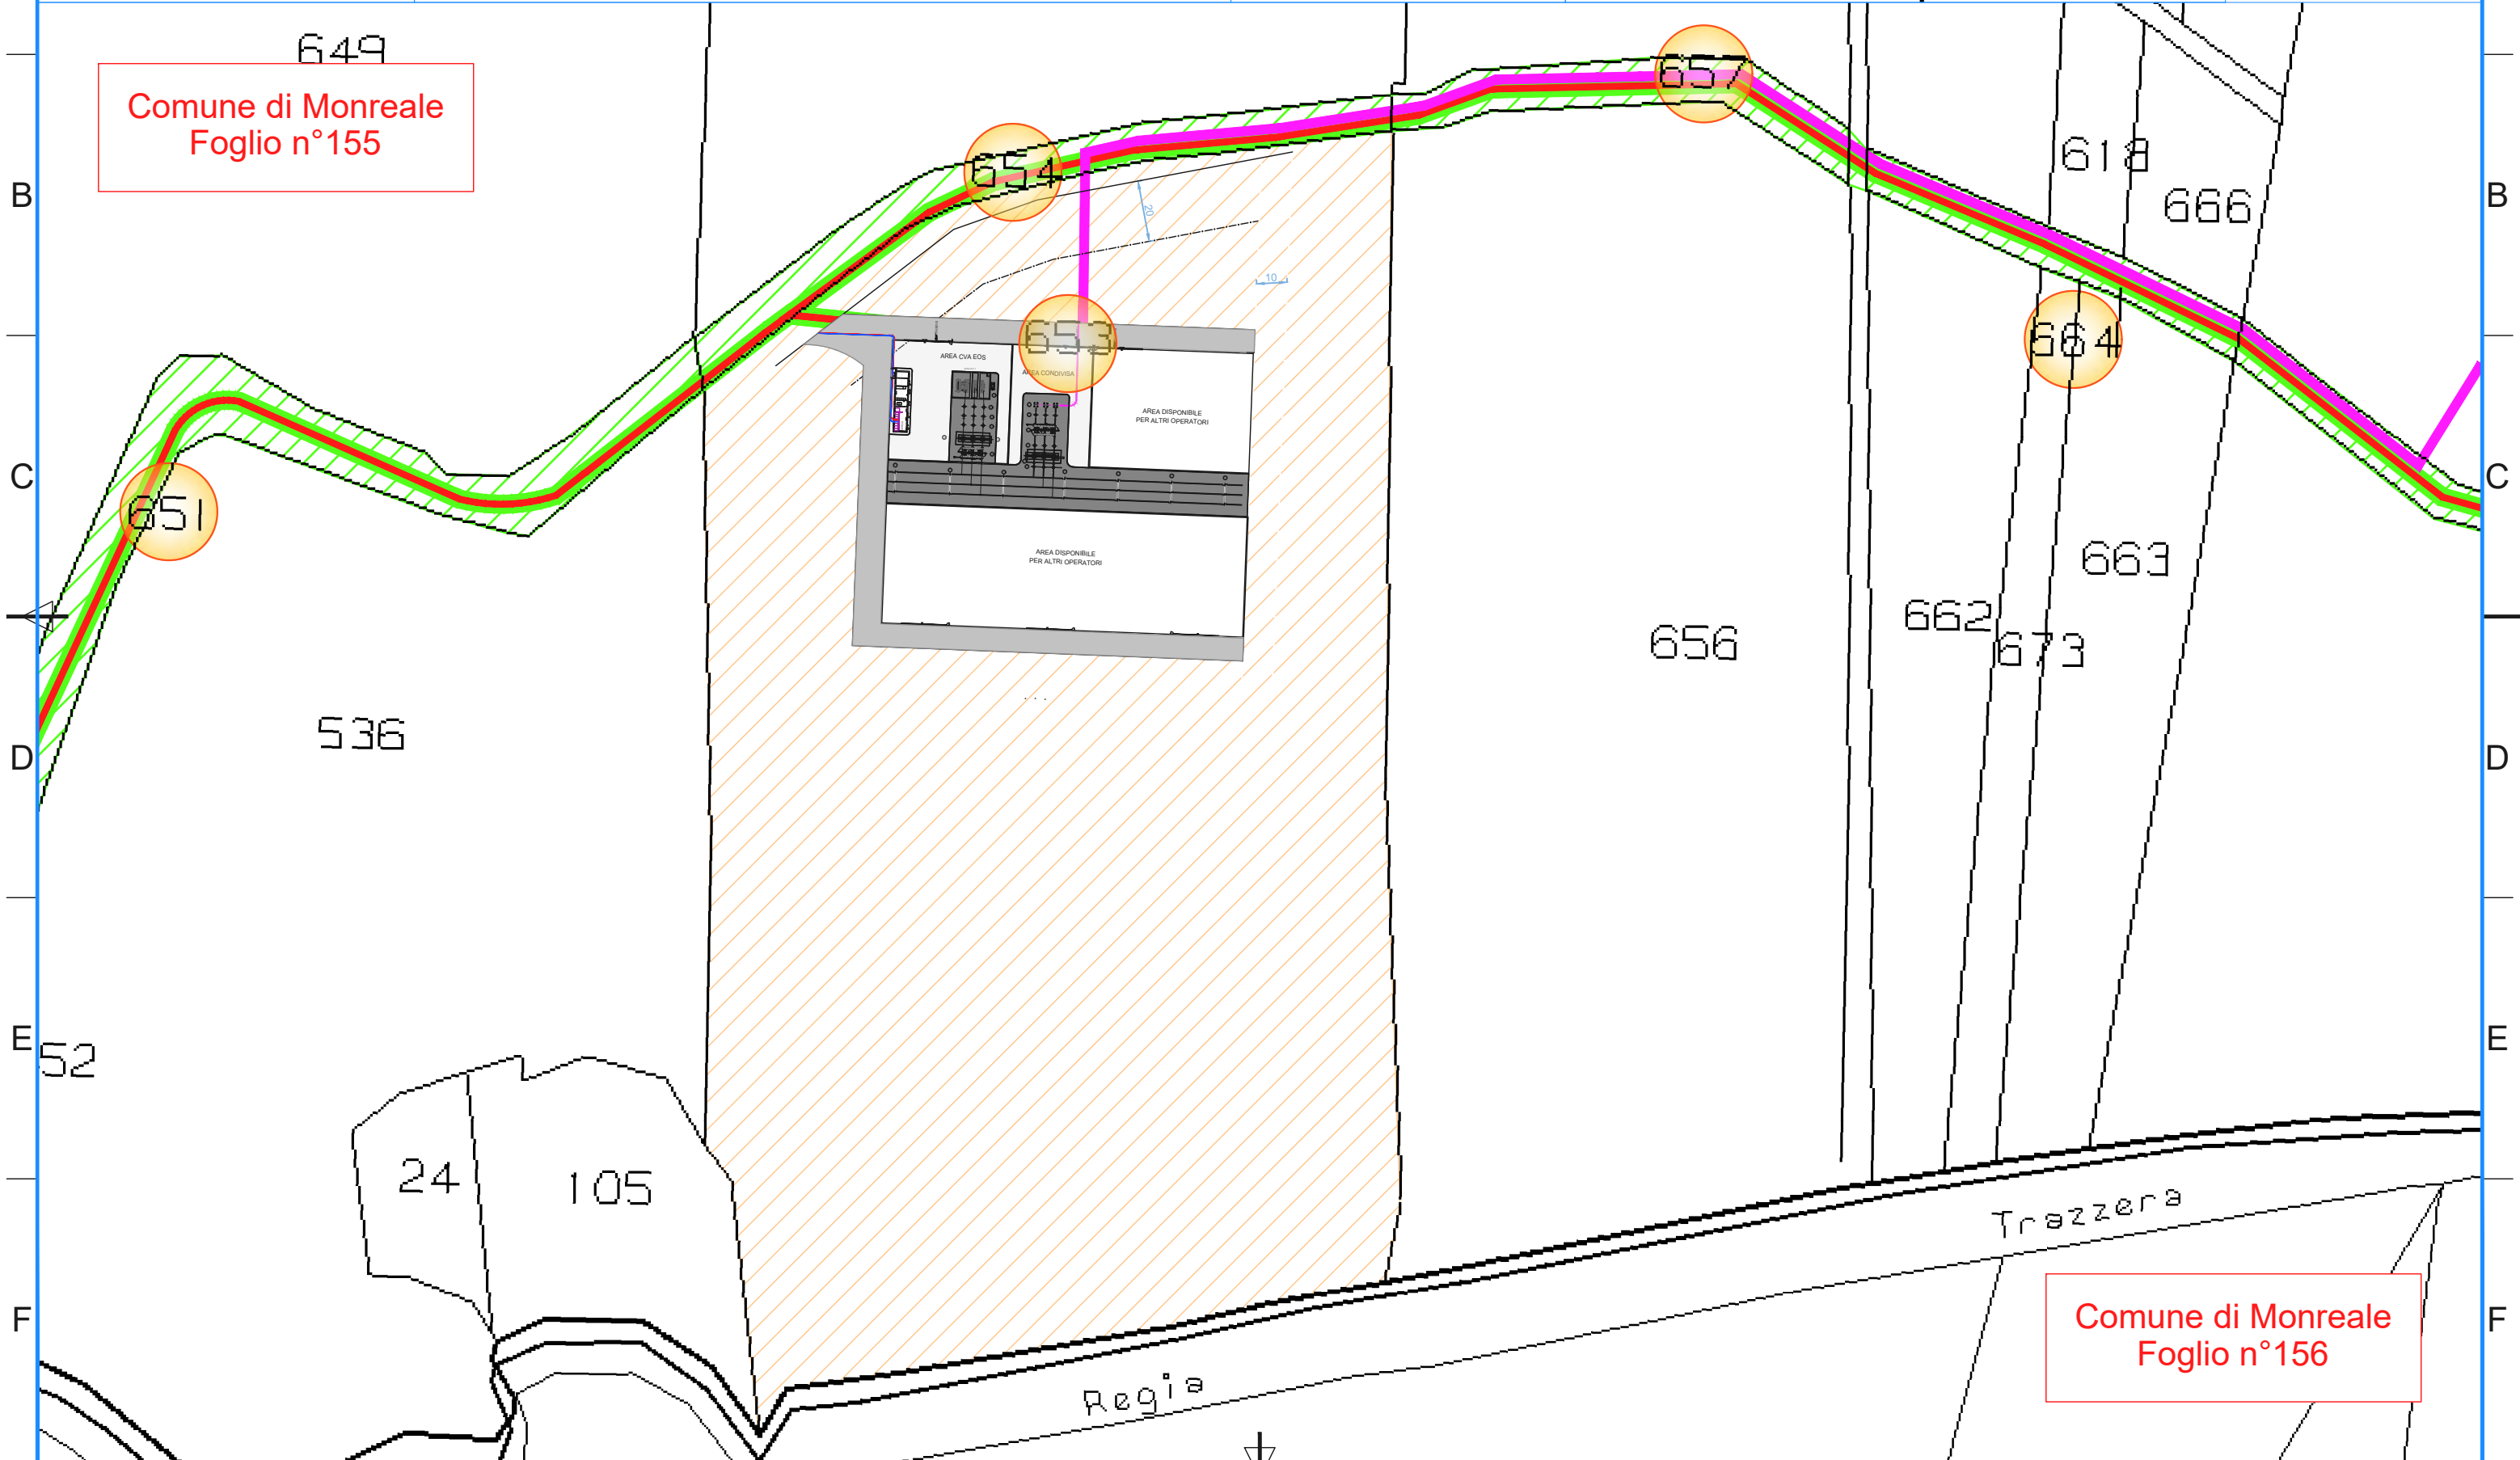 649
Comune di Monreale
Foglio n°155
657
654
618
666
B
B
20
10
653
664
AREA CVA EOS
AREA CONDIVISA
AREA DISPONIBILE
PER ALTRI OPERATORI
C
C
651
AREA DISPONIBILE
PER ALTRI OPERATORI
663
662
656
673
536
D
D
E
E
52
24
105
Trazzera
Comune di Monreale
Foglio n°156
F
F
Regia